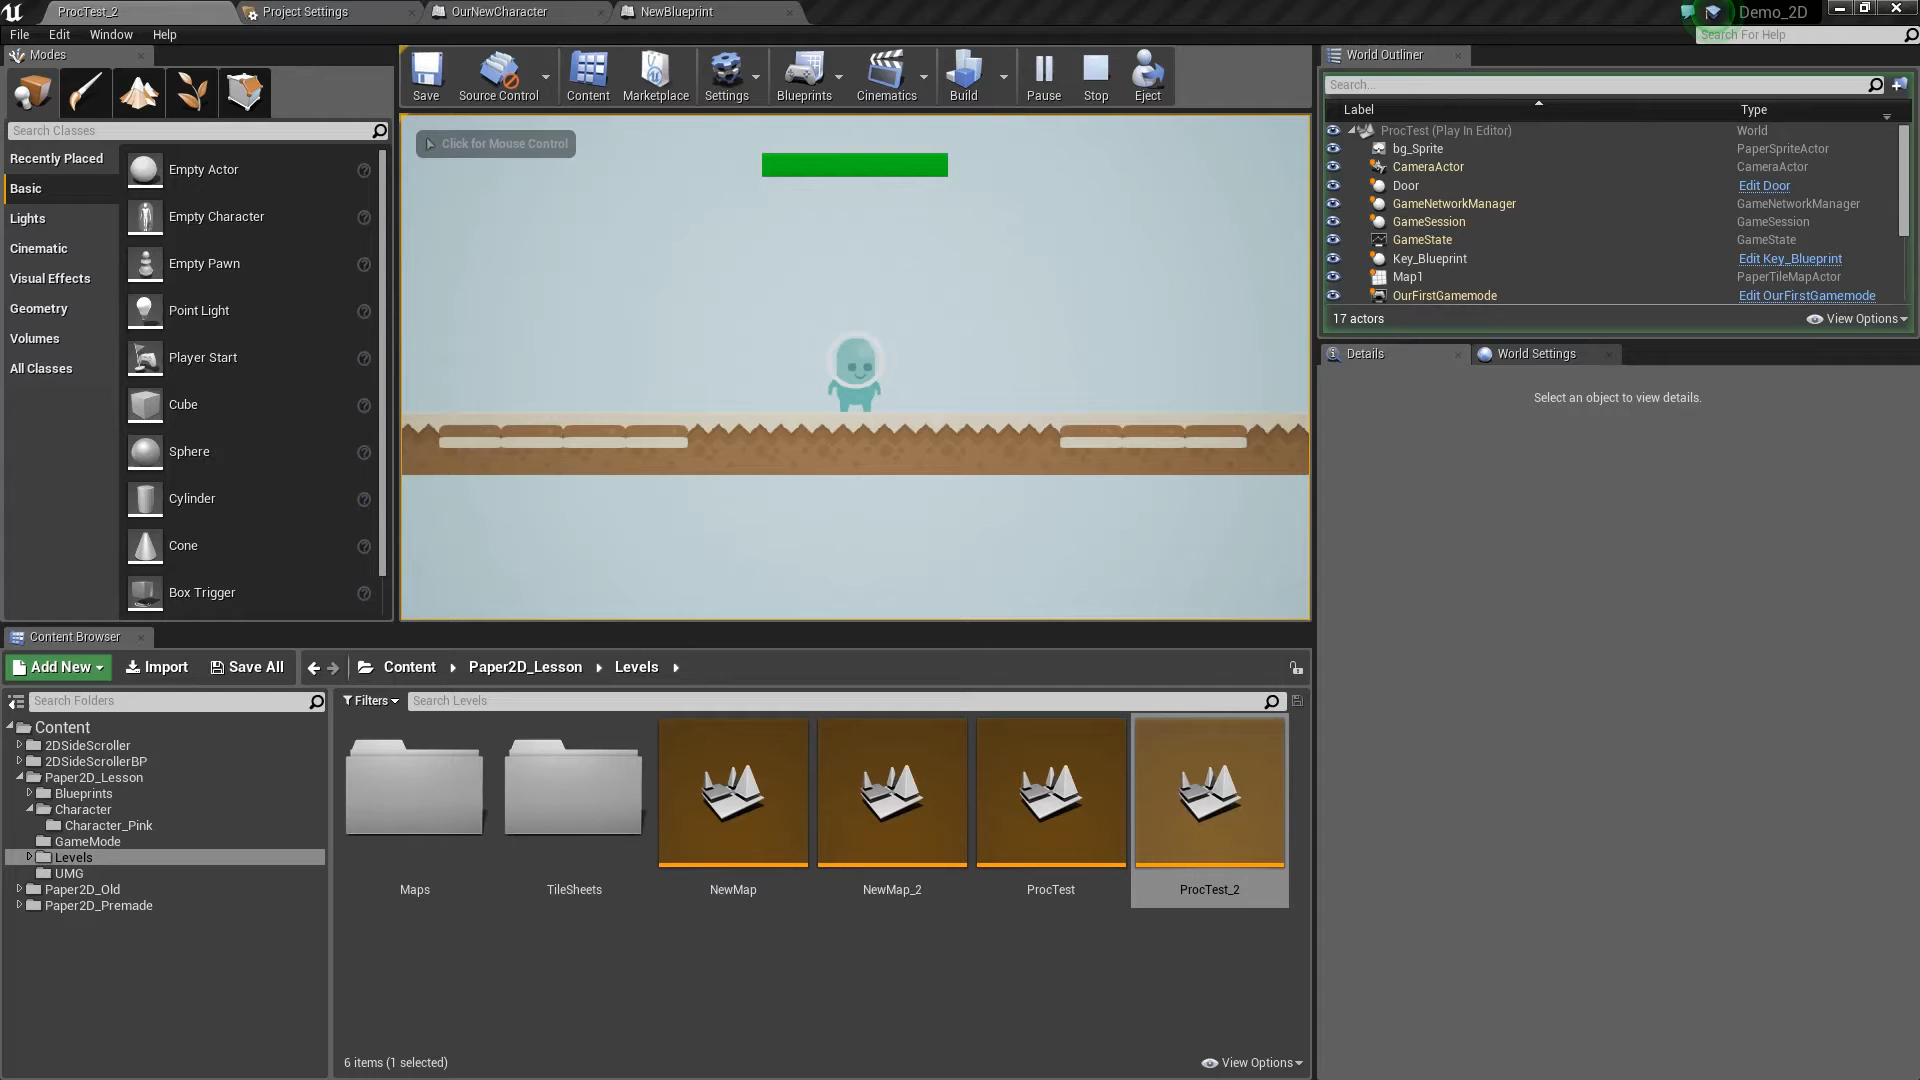 ProcTest_2
Project Settings
OurNewCharacter
NewBlueprint
Demo_2D
File
Edit
Window
Help
Search For Help
Modes
Search Classes
Recently Placed
Basic
Lights
Cinematic
Visual Effects
Geometry
Volumes
All Classes
Empty Actor
Empty Character
Empty Pawn
Point Light
Player Start
Cube
Sphere
Cylinder
Cone
Box Trigger
Save
Source Control
Content
Marketplace
Settings
Blueprints
Cinematics
Build
Pause
Stop
Eject
Click for Mouse Control
World Outliner
Search...
Label
Type
ProcTest (Play In Editor)
World
bg_Sprite
PaperSpriteActor
CameraActor
CameraActor
Door
Edit Door
GameNetworkManager
GameNetworkManager
GameSession
GameSession
GameState
GameState
Key_Blueprint
Edit Key_Blueprint
Map1
PaperTileMapActor
OurFirstGamemode
Edit OurFirstGamemode
17 actors
View Options
Details
World Settings
Select an object to view details.
Content Browser
Add New
Import
Save All
Content
Paper2D_Lesson
Levels
Search Folders
Filters
Search Levels
Content
2DSideScroller
2DSideScrollerBP
Paper2D_Lesson
Blueprints
Character
Character_Pink
GameMode
Levels
UMG
Paper2D_Old
Paper2D_Premade
Maps
TileSheets
NewMap
NewMap_2
ProcTest
ProcTest_2
6 items (1 selected)
View Options